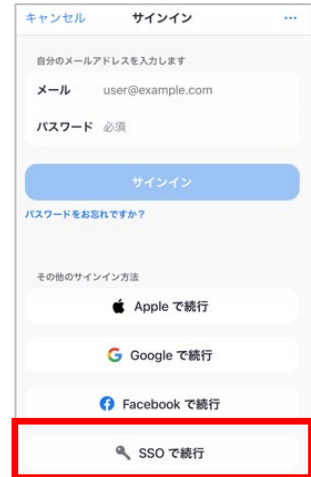 キャンセル サインイン ...
自分のメールアドレスを入力します
メール user@example.com
パスワード 必須
サインイン
パスワードをお忘れですか？
その他のサインイン方法
Apple で続行
Google で続行
Facebook で続行
SSO で続行